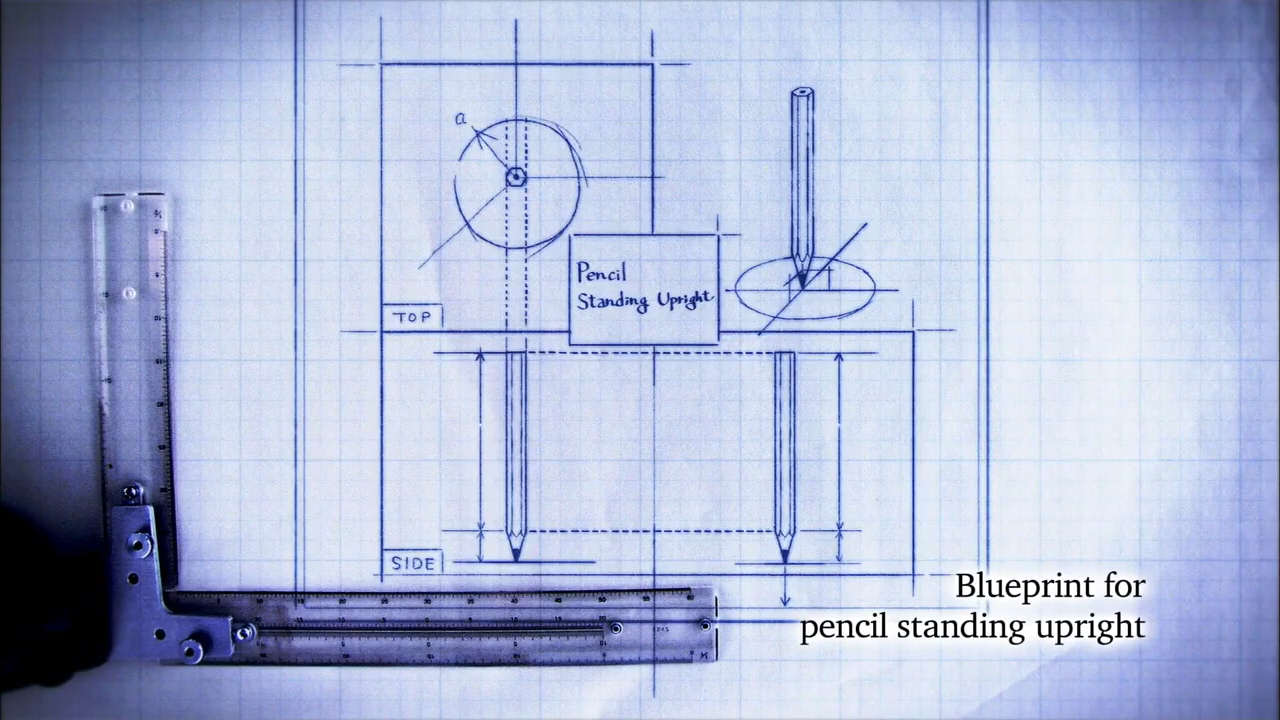 a
Pencil
Standing Upright
TOP
SIDE
Blueprint for
pencil standing upright